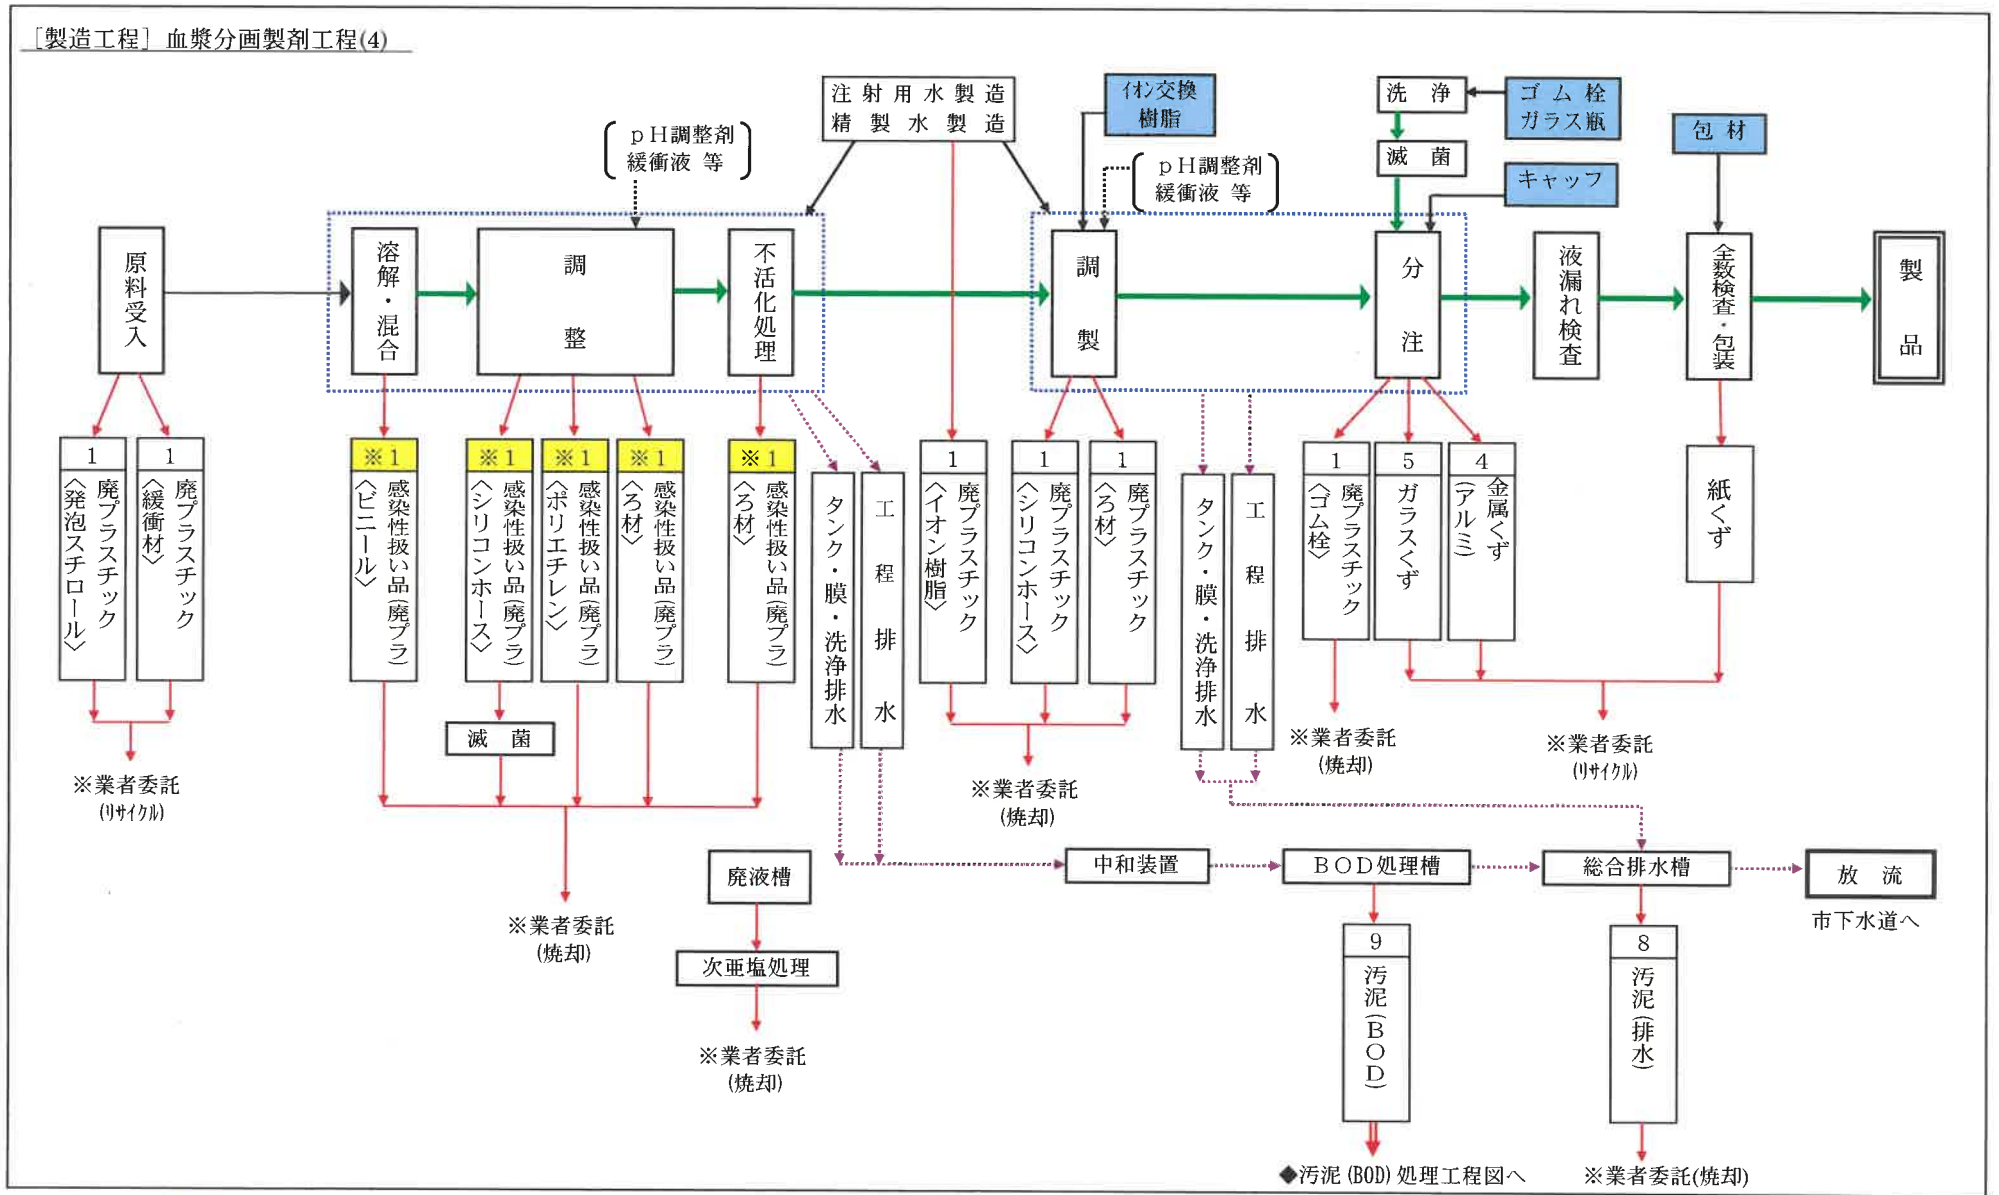 ［製造工程］ 血漿分画製剤工程(4)
注射用水製造
精製水製造
イオン交換
樹脂
洗 浄
ゴム栓
ガラス瓶
滅 菌
キャッフ
包 材
ｐＨ調整剤
緩衝液 等
ｐＨ調整剤
緩衝液 等
原料受入
溶解・混合
調 整
不活化処理
調 製
分 注
液漏れ検査
全数検査・包装
製 品
1
廃プラスチック
〈発泡スチロール〉
1
廃プラスチック
〈緩衝材〉
※1
感染性扱い品(廃プラ)
〈ビニール〉
※1
感染性扱い品(廃プラ)
〈シリコンホース〉
※1
感染性扱い品(廃プラ)
〈ポリエチレン〉
※1
感染性扱い品(廃プラ)
〈ろ材〉
※1
感染性扱い品(廃プラ)
〈ろ材〉
タンク・膜・洗浄排水
工 程 排 水
1
廃プラスチック
〈イオン樹脂〉
1
廃プラスチック
〈シリコンホース〉
1
廃プラスチック
〈ろ材〉
タンク・膜・洗浄排水
工 程 排 水
1
廃プラスチック
〈ゴム栓〉
5
ガラスくず
4
金属くず
(アルミ)
紙くず
滅 菌
※業者委託
(リサイクル)
※業者委託
(焼却)
※業者委託
(焼却)
※業者委託
(リサイクル)
※業者委託
(焼却)
廃液槽
次亜塩処理
※業者委託
(焼却)
中和装置
ＢＯＤ処理槽
総合排水槽
放 流
市下水道へ
9
汚泥(ＢＯＤ)
8
汚泥(排水)
◆汚泥(BOD)処理工程図へ
※業者委託(焼却)